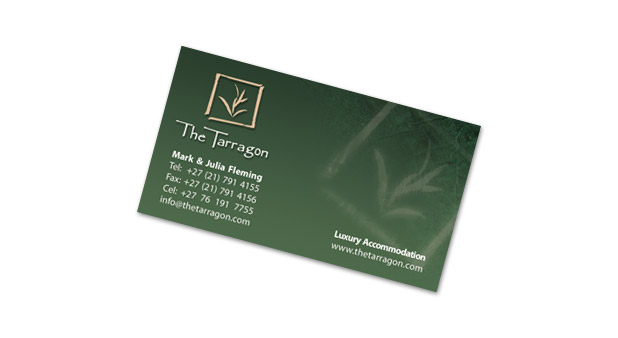 The Tarragon
Mark & Julia Fleming
Tel: +27 (21) 791 4155
Fax: +27 (21) 791 4156
Cel: +27 76 191 7755
info@thetarragon.com
Luxury Accommodation
www.thetarragon.com